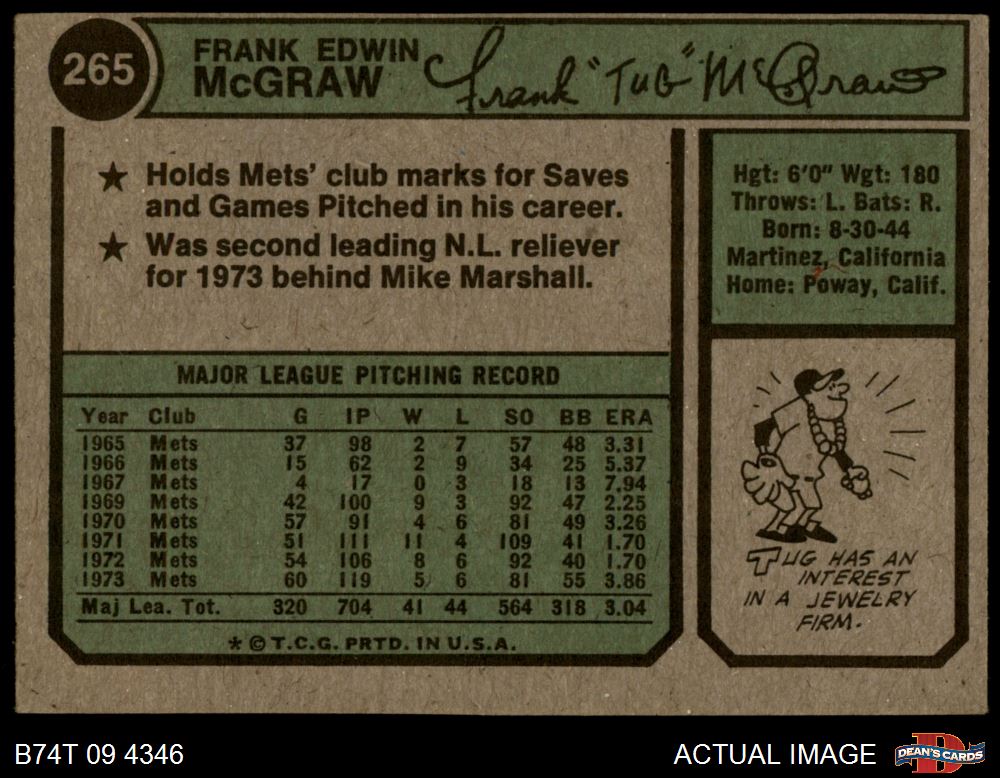 265
FRANK EDWIN
McGRAW
Frank "Tug" McGraw
★ Holds Mets' club marks for Saves
and Games Pitched in his career.
★ Was second leading N.L. reliever
for 1973 behind Mike Marshall.
Hgt: 6'0" Wgt: 180
Throws: L. Bats: R.
Born: 8-30-44
Martinez, California
Home: Poway, Calif.
MAJOR LEAGUE PITCHING RECORD
Year Club G IP W L SO BB ERA
1965 Mets 37 98 2 7 57 48 3.31
1966 Mets 15 62 2 9 34 25 5.37
1967 Mets 4 17 0 3 18 13 7.94
1969 Mets 42 100 9 3 92 47 2.25
1970 Mets 57 91 4 6 81 49 3.26
1971 Mets 51 111 11 4 109 41 1.70
1972 Mets 54 106 8 6 92 40 1.70
1973 Mets 60 119 5 6 81 55 3.86
Maj Lea. Tot. 320 704 41 44 564 318 3.04
* © T.C.G. PRTD. IN U.S.A.
TUG HAS AN
INTEREST
IN A JEWELRY
FIRM.
B74T 09 4346
ACTUAL IMAGE
DEAN'S CARDS